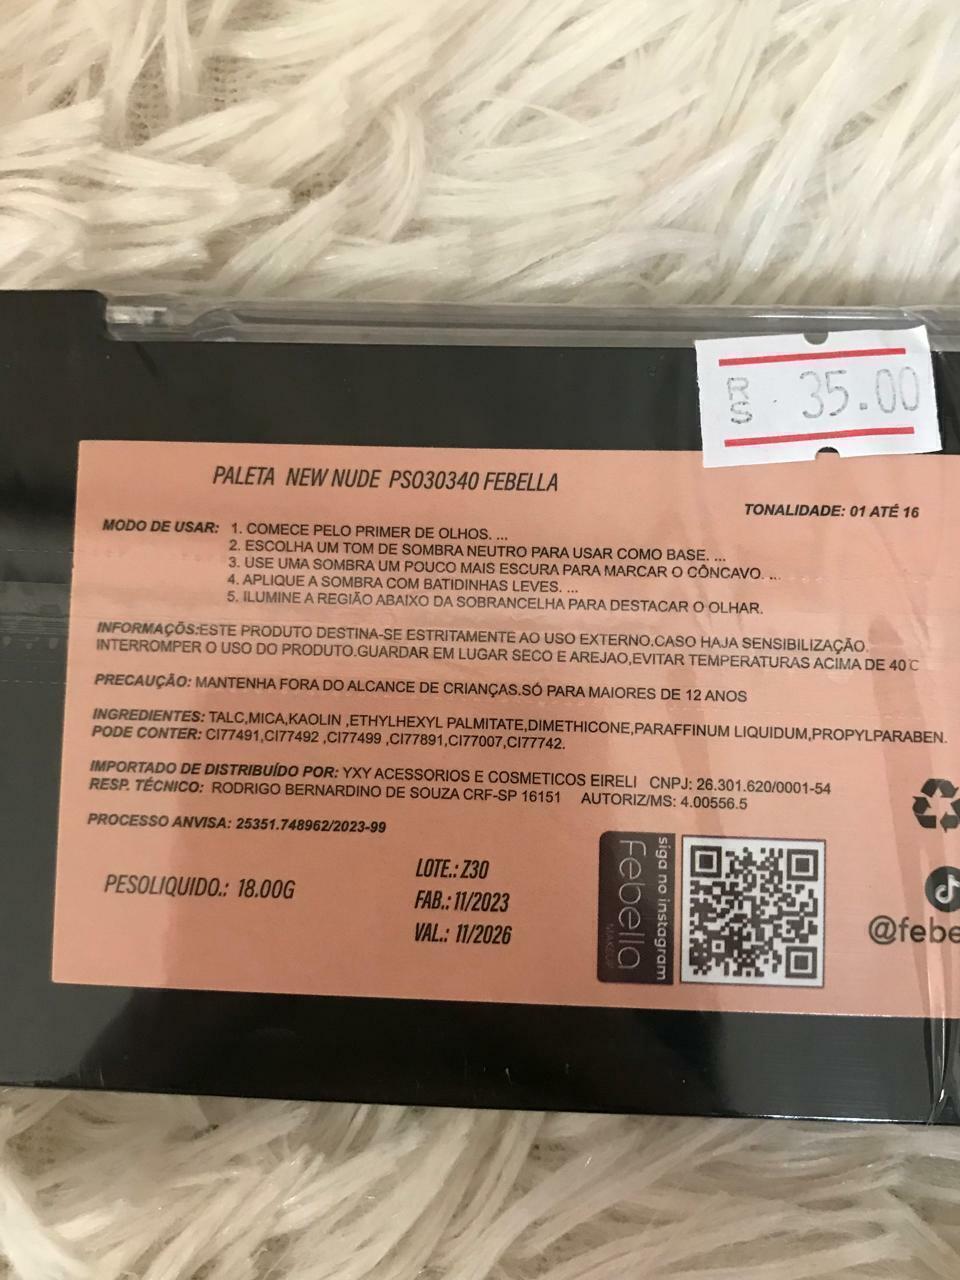 R$ 35.00
PALETA NEW NUDE PS030340 FEBELLA
TONALIDADE: 01 ATÉ 16
MODO DE USAR: 1. COMECE PELO PRIMER DE OLHOS. ...
2. ESCOLHA UM TOM DE SOMBRA NEUTRO PARA USAR COMO BASE. ...
3. USE UMA SOMBRA UM POUCO MAIS ESCURA PARA MARCAR O CÔNCAVO. ...
4. APLIQUE A SOMBRA COM BATIDINHAS LEVES. ...
5. ILUMINE A REGIÃO ABAIXO DA SOBRANCELHA PARA DESTACAR O OLHAR.
INFORMAÇÕS:ESTE PRODUTO DESTINA-SE ESTRITAMENTE AO USO EXTERNO.CASO HAJA SENSIBILIZAÇÃO.
INTERROMPER O USO DO PRODUTO.GUARDAR EM LUGAR SECO E AREJAO,EVITAR TEMPERATURAS ACIMA DE 40℃
PRECAUÇÃO: MANTENHA FORA DO ALCANCE DE CRIANÇAS.SÓ PARA MAIORES DE 12 ANOS
INGREDIENTES: TALC,MICA,KAOLIN ,ETHYLHEXYL PALMITATE,DIMETHICONE,PARAFFINUM LIQUIDUM,PROPYLPARABEN.
PODE CONTER: CI77491,CI77492 ,CI77499 ,CI77891,CI77007,CI77742.
IMPORTADO DE DISTRIBUÍDO POR: YXY ACESSORIOS E COSMETICOS EIRELI CNPJ: 26.301.620/0001-54
RESP. TÉCNICO: RODRIGO BERNARDINO DE SOUZA CRF-SP 16151 AUTORIZ/MS: 4.00556.5
PROCESSO ANVISA: 25351.748962/2023-99
PESOLIQUIDO.: 18.00G
LOTE.: Z30
FAB.: 11/2023
VAL.: 11/2026
siga no instagram
Febella
MAKEUP
@febe